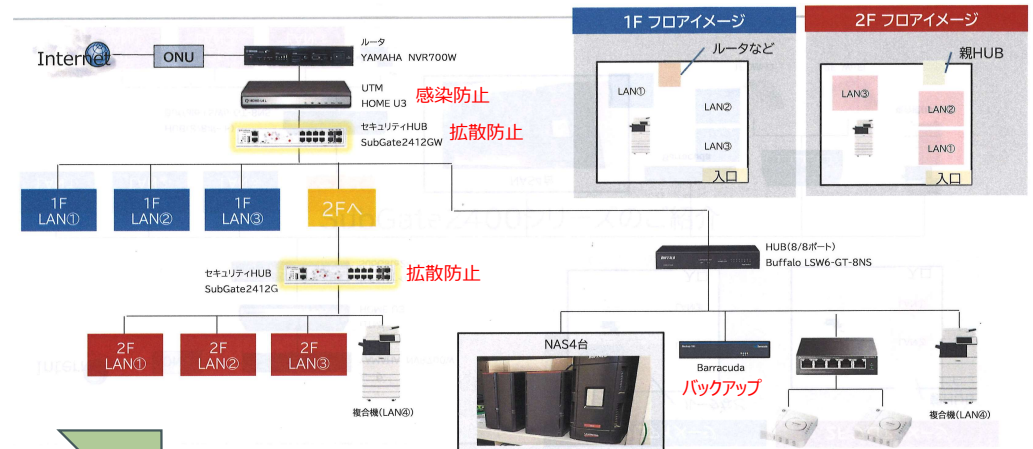 1F フロアイメージ
2F フロアイメージ
Internet
ONU
ルータ
YAMAHA NVR700W
UTM
HOME U3
感染防止
セキュリティHUB
SubGate2412GW
拡散防止
ルータなど
LAN①
LAN②
LAN③
入口
親HUB
LAN③
LAN②
LAN①
入口
1F
LAN①
1F
LAN②
1F
LAN③
2Fへ
セキュリティHUB
SubGate2412G
拡散防止
HUB(8/8ポート)
Buffalo LSW6-GT-8NS
2F
LAN①
2F
LAN②
2F
LAN③
複合機(LAN④)
NAS4台
Barracuda
バックアップ
複合機(LAN④)